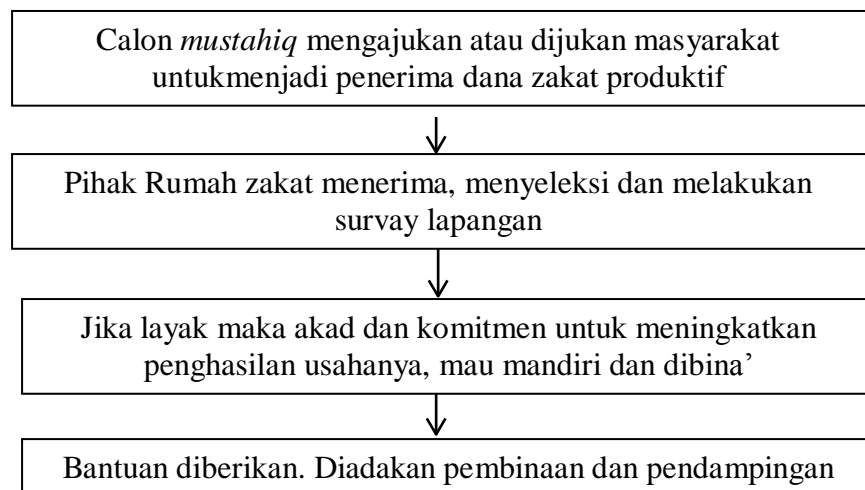 Calon mustahiq mengajukan atau dijukan masyarakat
untukmenjadi penerima dana zakat produktif
Pihak Rumah zakat menerima, menyeleksi dan melakukan
survay lapangan
Jika layak maka akad dan komitmen untuk meningkatkan
penghasilan usahanya, mau mandiri dan dibina’
Bantuan diberikan. Diadakan pembinaan dan pendampingan